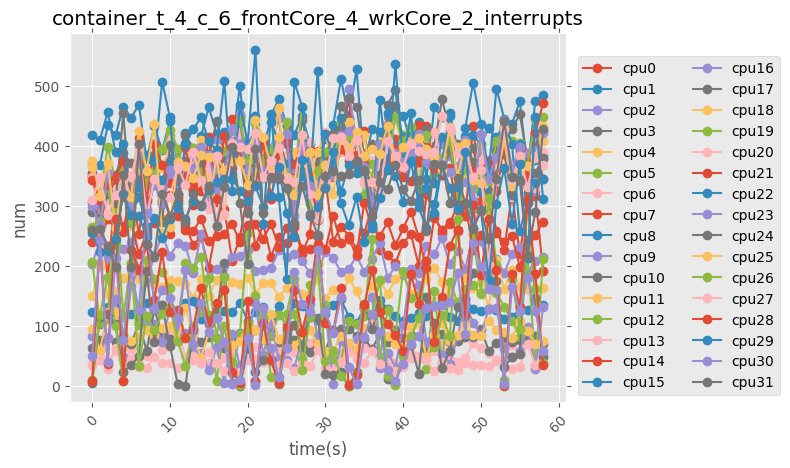 container_t_4_c_6_frontCore_4_wrkCore_2_interrupts
num
500
400
300
200
100
0
0
10
20
30
40
50
60
time(s)
cpu0
cpu1
cpu2
cpu3
cpu4
cpu5
cpu6
cpu7
cpu8
cpu9
cpu10
cpu11
cpu12
cpu13
cpu14
cpu15
cpu16
cpu17
cpu18
cpu19
cpu20
cpu21
cpu22
cpu23
cpu24
cpu25
cpu26
cpu27
cpu28
cpu29
cpu30
cpu31